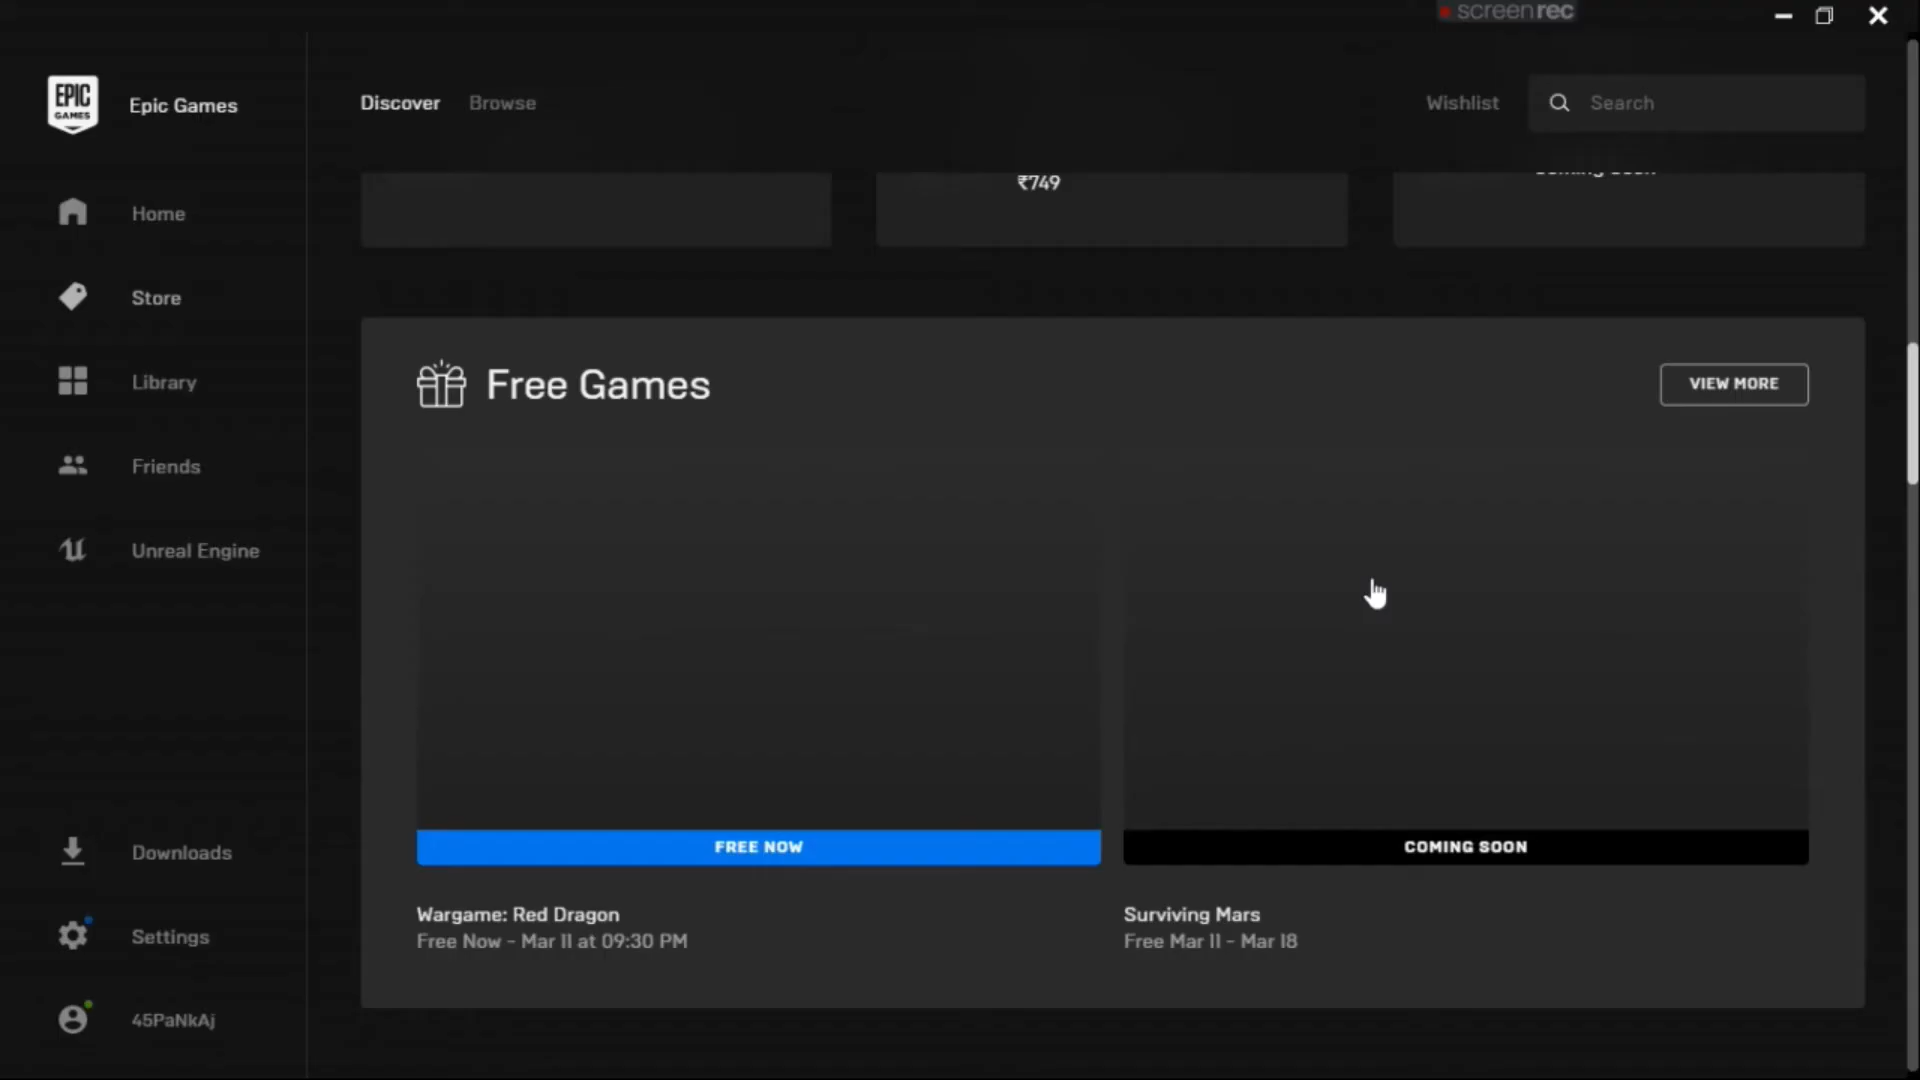 screenrec
EPIC
GAMES
Epic Games
Discover
Browse
Wishlist
Search
₹749
Coming Soon
Home
Store
Library
Friends
Unreal Engine
Free Games
VIEW MORE
FREE NOW
COMING SOON
Wargame: Red Dragon
Free Now - Mar 11 at 09:30 PM
Surviving Mars
Free Mar 11 - Mar 18
Downloads
Settings
45PaNkAj